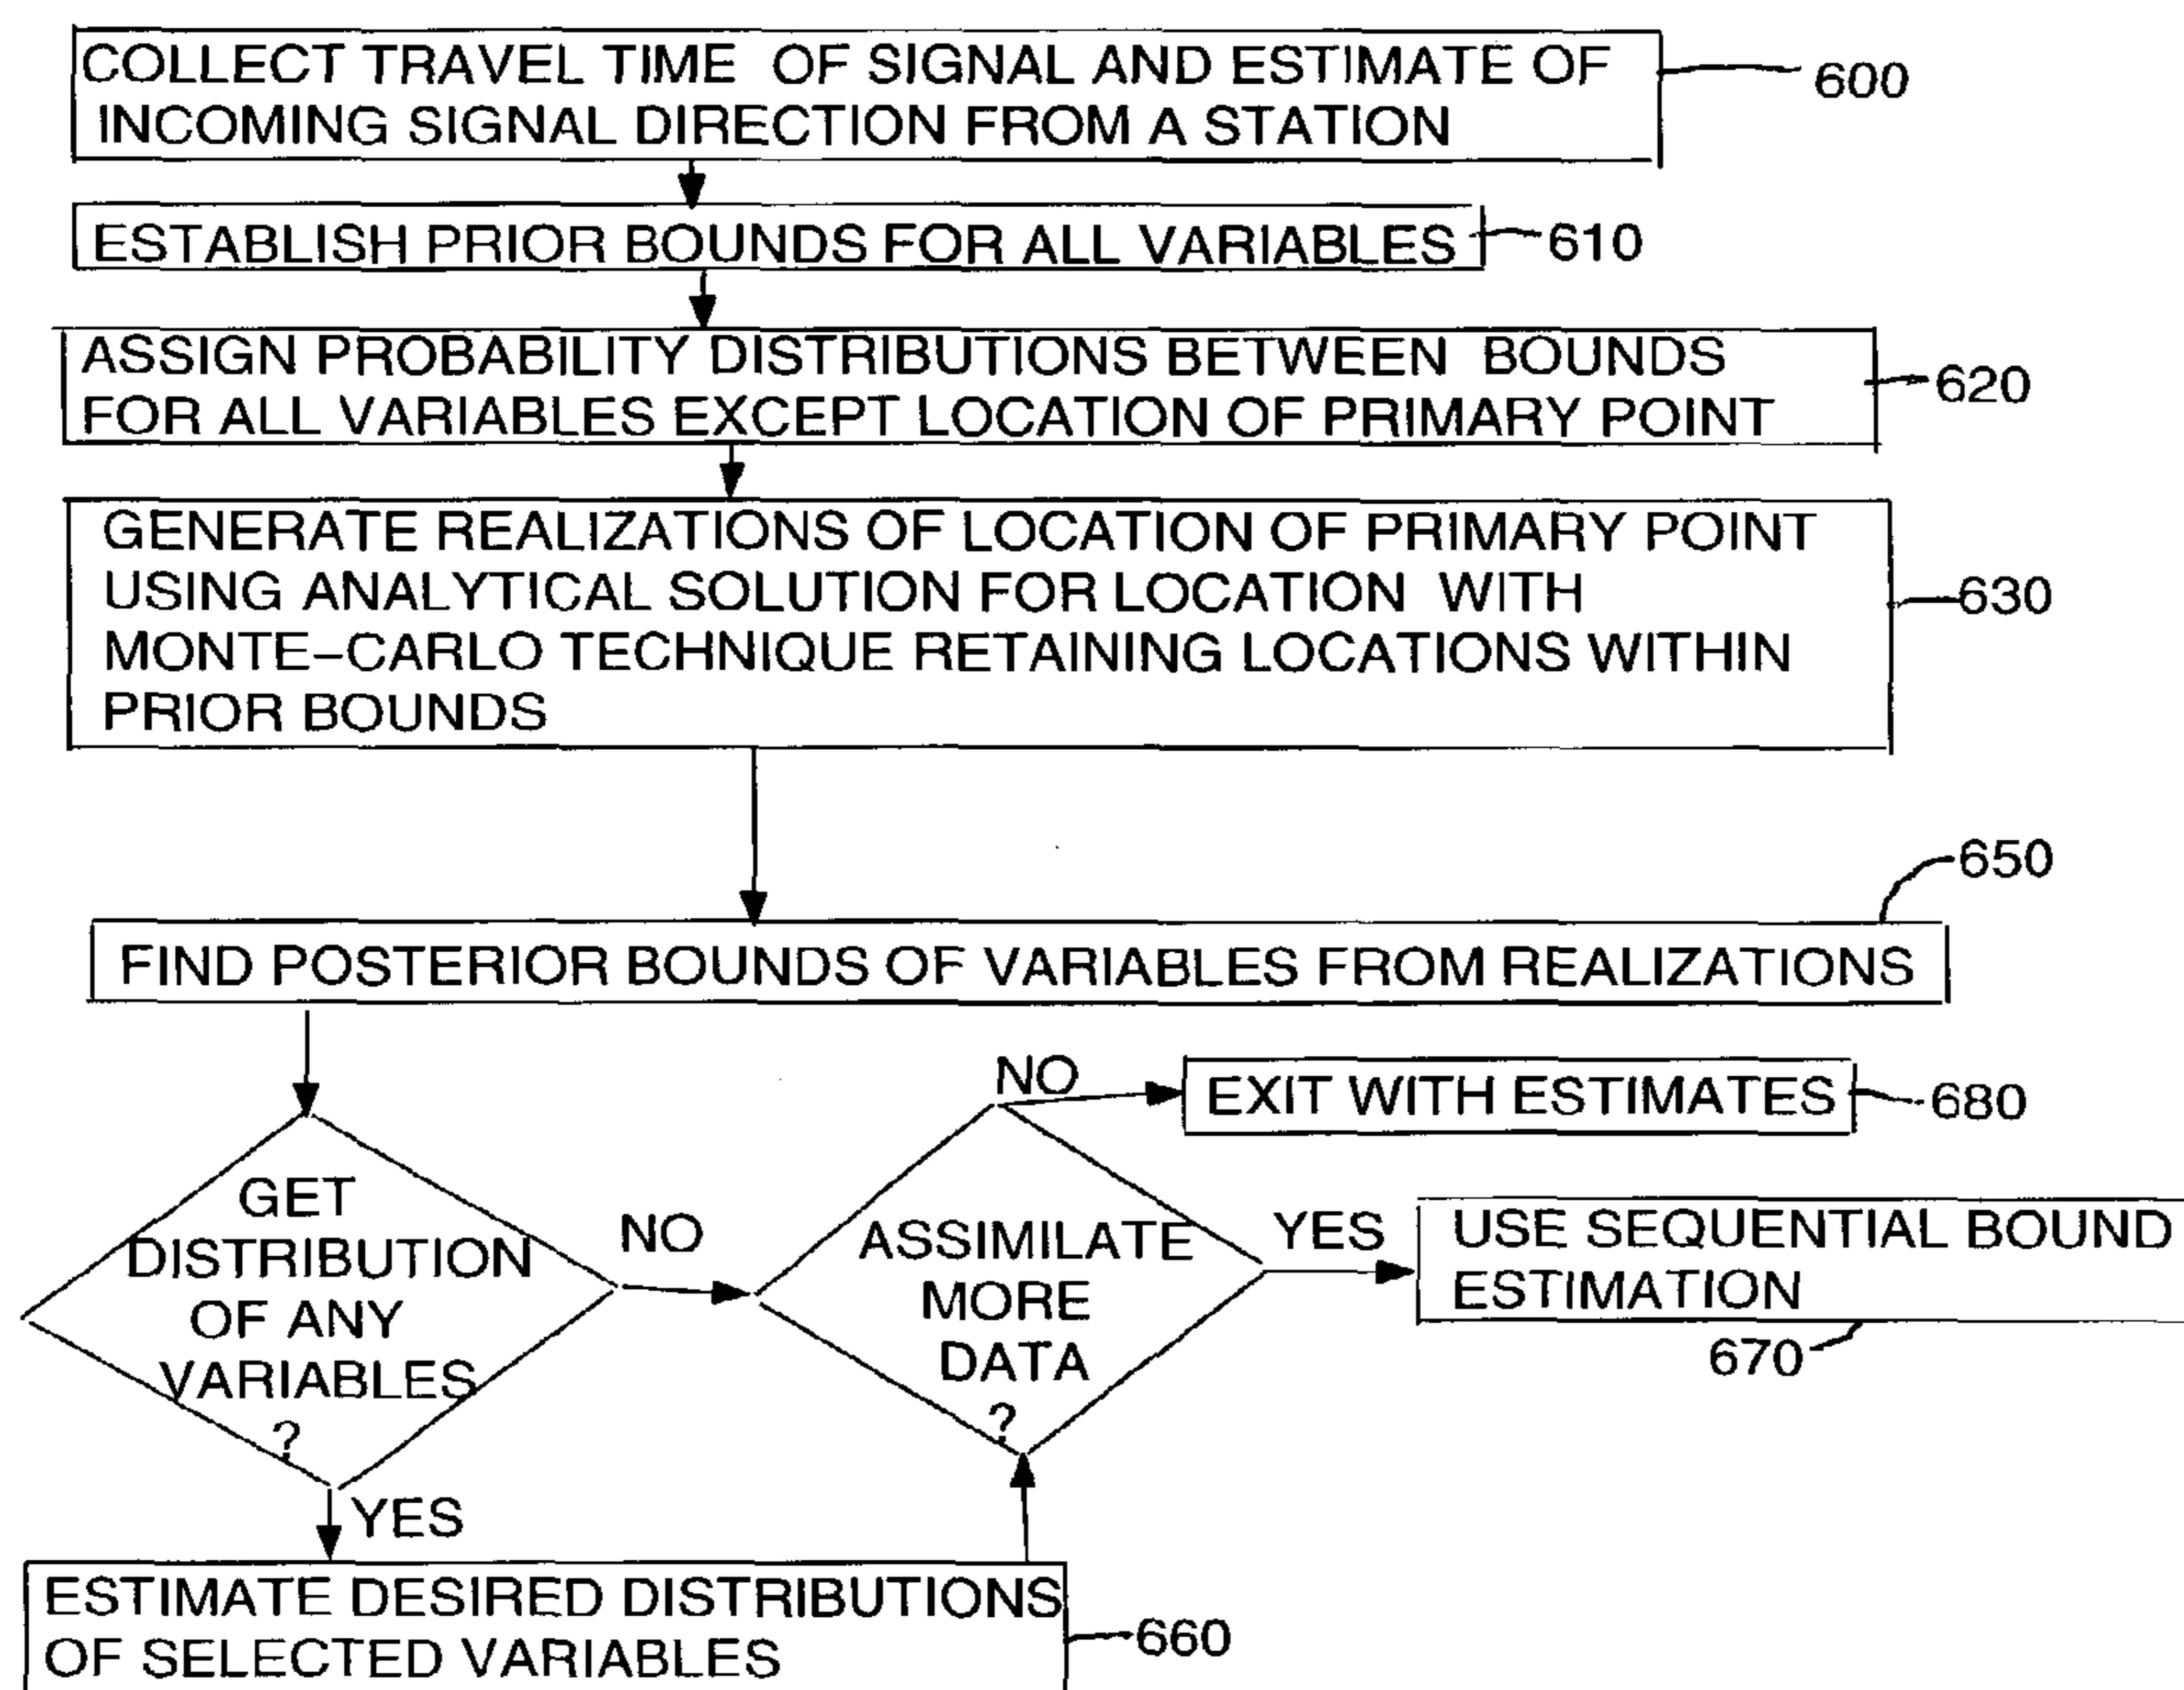 COLLECT TRAVEL TIME OF SIGNAL AND ESTIMATE OF
INCOMING SIGNAL DIRECTION FROM A STATION
600
ESTABLISH PRIOR BOUNDS FOR ALL VARIABLES
610
ASSIGN PROBABILITY DISTRIBUTIONS BETWEEN BOUNDS
FOR ALL VARIABLES EXCEPT LOCATION OF PRIMARY POINT
620
GENERATE REALIZATIONS OF LOCATION OF PRIMARY POINT
USING ANALYTICAL SOLUTION FOR LOCATION WITH
MONTE-CARLO TECHNIQUE RETAINING LOCATIONS WITHIN
PRIOR BOUNDS
630
650
FIND POSTERIOR BOUNDS OF VARIABLES FROM REALIZATIONS
GET
DISTRIBUTION
OF ANY
VARIABLES
?
NO
YES
ASSIMILATE
MORE
DATA
?
NO
EXIT WITH ESTIMATES
680
YES
USE SEQUENTIAL BOUND
ESTIMATION
670
ESTIMATE DESIRED DISTRIBUTIONS
OF SELECTED VARIABLES
660